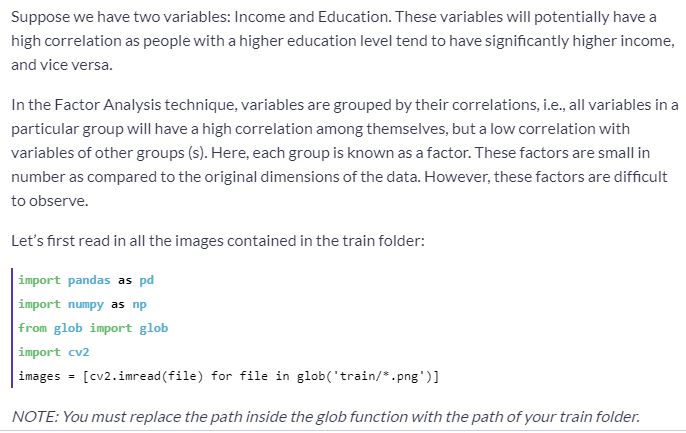 Suppose we have two variables: Income and Education. These variables will potentially have a
high correlation as people with a higher education level tend to have significantly higher income,
and vice versa.
In the Factor Analysis technique, variables are grouped by their correlations, i.e., all variables in a
particular group will have a high correlation among themselves, but a low correlation with
variables of other groups (s). Here, each group is known as a factor. These factors are small in
number as compared to the original dimensions of the data. However, these factors are difficult
to observe.
Let’s first read in all the images contained in the train folder:
import pandas as pd
import numpy as np
from glob import glob
import cv2
images = [cv2.imread(file) for file in glob('train/*.png')]
NOTE: You must replace the path inside the glob function with the path of your train folder.